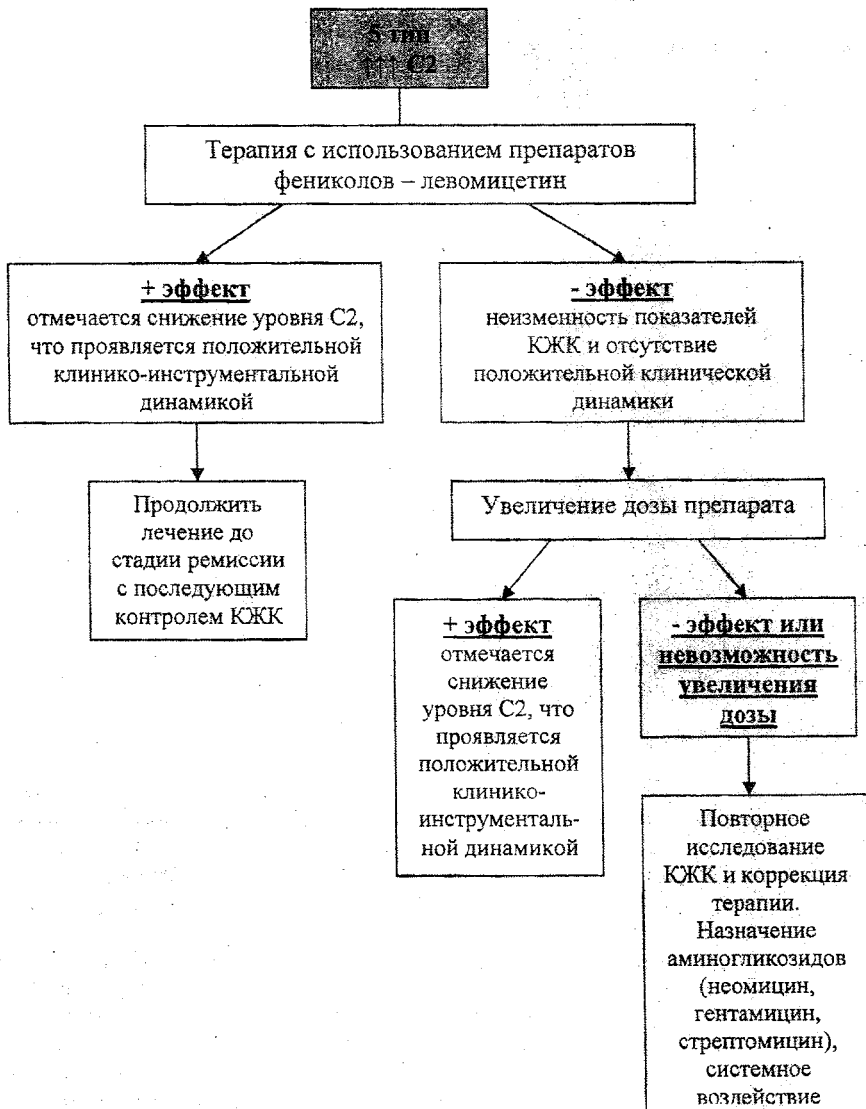 5 тип
↑↑↑ С2
Терапия с использованием препаратов
фениколов – левомицетин
+ эффект
отмечается снижение уровня С2,
что проявляется положительной
клинико-инструментальной
динамикой
- эффект
неизменность показателей
КЖК и отсутствие
положительной клинической
динамики
Продолжить
лечение до
стадии ремиссии
с последующим
контролем КЖК
Увеличение дозы препарата
+ эффект
отмечается
снижение
уровня С2, что
проявляется
положительной
клинико-
инструменталь-
ной динамикой
- эффект или
невозможность
увеличения
дозы
Повторное
исследование
КЖК и коррекция
терапии.
Назначение
аминогликозидов
(неомицин,
гентамицин,
стрептомицин),
системное
воздействие